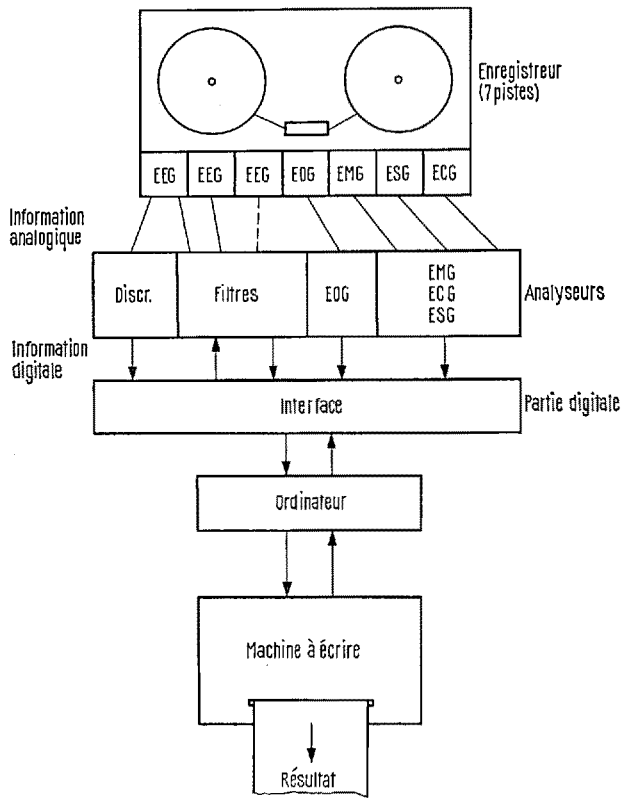 Enregistreur
(7 pistes)
EEG EEG EEG EOG EMG ESG ECG
Information
analogique
Discr. Filtres EOG EMG
ECG
ESG
Analyseurs
Information
digitale
Interface
Partie digitale
Ordinateur
Machine à écrire
Résultat